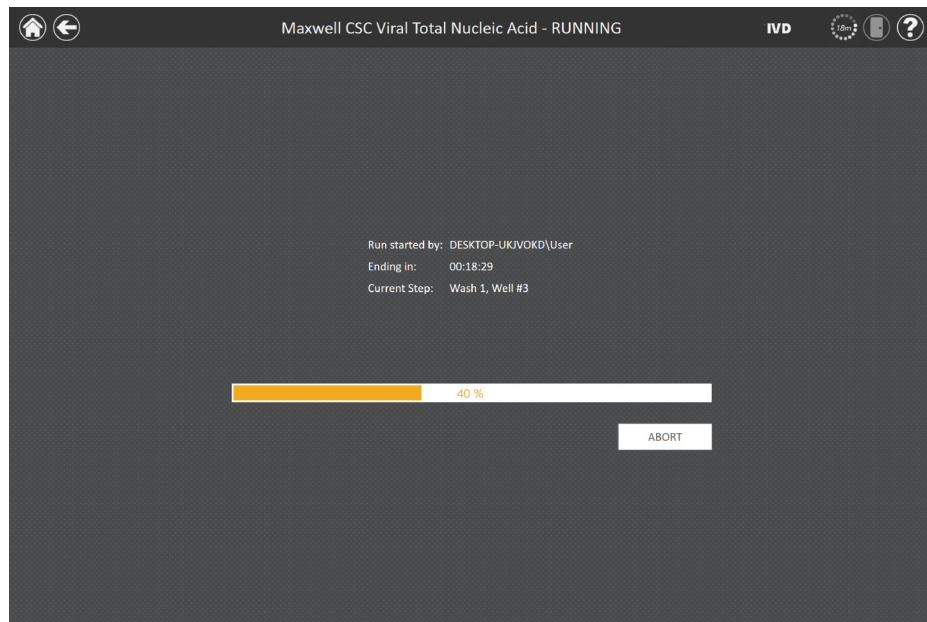 Maxwell CSC Viral Total Nucleic Acid - RUNNING
IVD
18m
?
Run started by: DESKTOP-UKJVOKD\User
Ending in: 00:18:29
Current Step: Wash 1, Well #3
40 %
ABORT